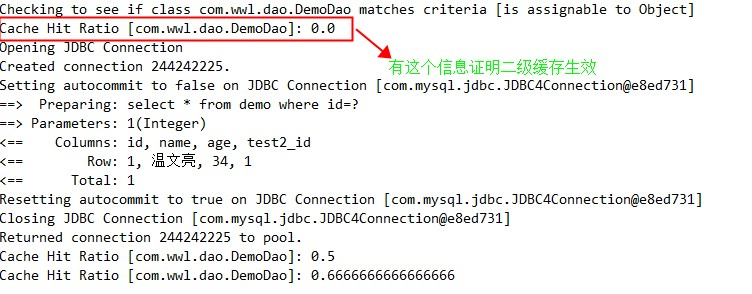 Checking to see if class com.wwl.dao.DemoDao matches criteria [is assignable to Object]
Cache Hit Ratio [com.wwl.dao.DemoDao]: 0.0
Opening JDBC Connection
有这个信息证明二级缓存生效
Created connection 244242225.
Setting autocommit to false on JDBC Connection [com.mysql.jdbc.JDBC4Connection@e8ed731]
==>  Preparing: select * from demo where id=?
==> Parameters: 1(Integer)
<==    Columns: id, name, age, test2_id
<==        Row: 1, 温文亮, 34, 1
<==      Total: 1
Resetting autocommit to true on JDBC Connection [com.mysql.jdbc.JDBC4Connection@e8ed731]
Closing JDBC Connection [com.mysql.jdbc.JDBC4Connection@e8ed731]
Returned connection 244242225 to pool.
Cache Hit Ratio [com.wwl.dao.DemoDao]: 0.5
Cache Hit Ratio [com.wwl.dao.DemoDao]: 0.6666666666666666